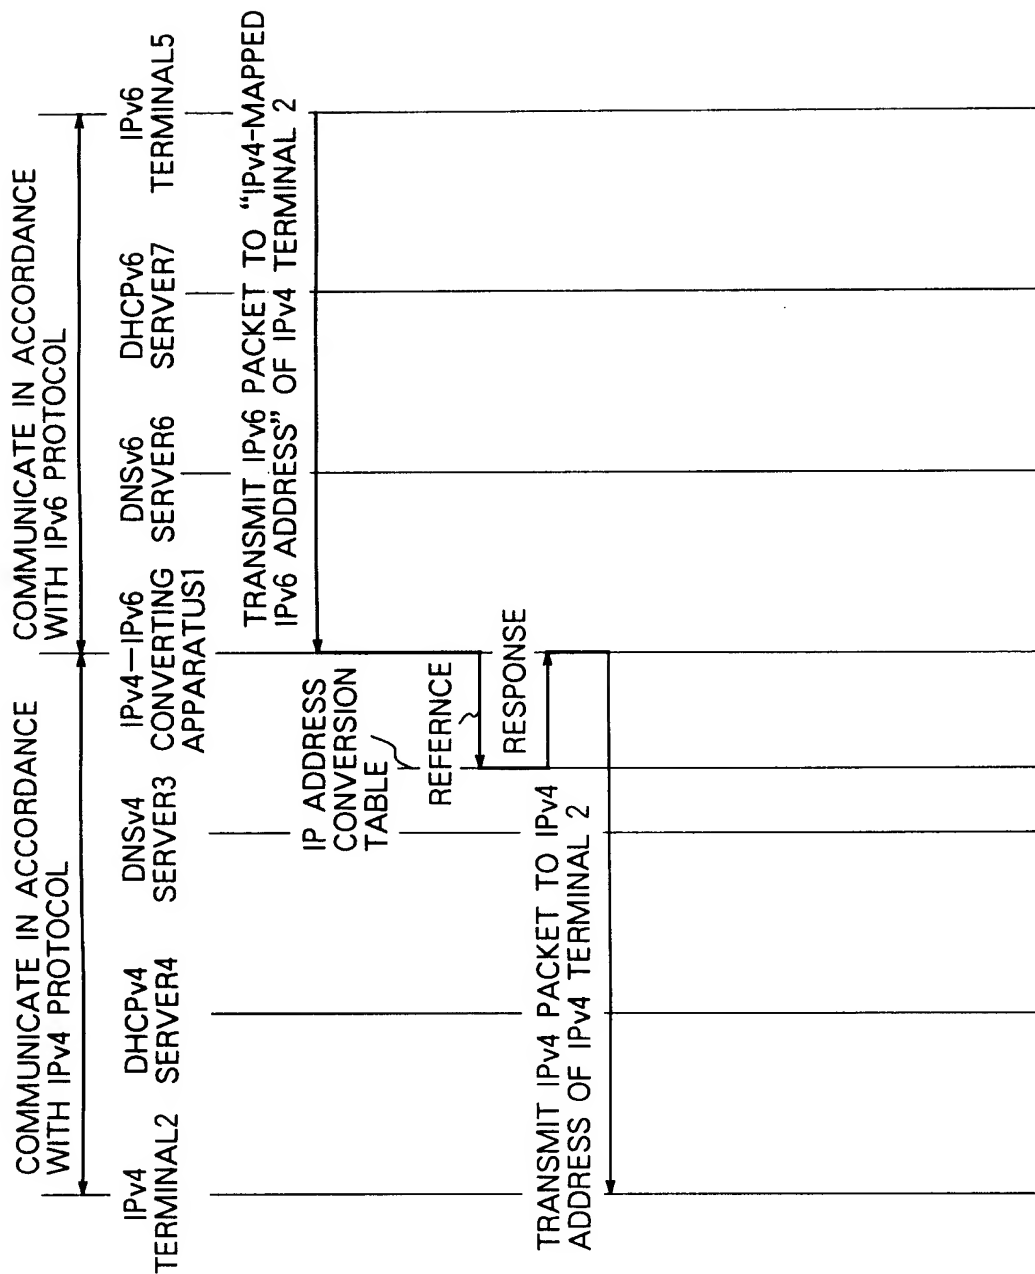 COMMUNICATE IN ACCORDANCE
WITH IPv4 PROTOCOL
COMMUNICATE IN ACCORDANCE
WITH IPv6 PROTOCOL
IPv4
TERMINAL2
DHCPv4
SERVER4
DNSv4
SERVER3
IPv4—IPv6
CONVERTING
APPARATUS1
DNSv6
SERVER6
DHCPv6
SERVER7
IPv6
TERMINAL5
TRANSMIT IPv6 PACKET TO "IPv4-MAPPED
IPv6 ADDRESS" OF IPv4 TERMINAL 2
IP ADDRESS
CONVERSION
TABLE
REFERNCE
RESPONSE
TRANSMIT IPv4 PACKET TO IPv4
ADDRESS OF IPv4 TERMINAL 2